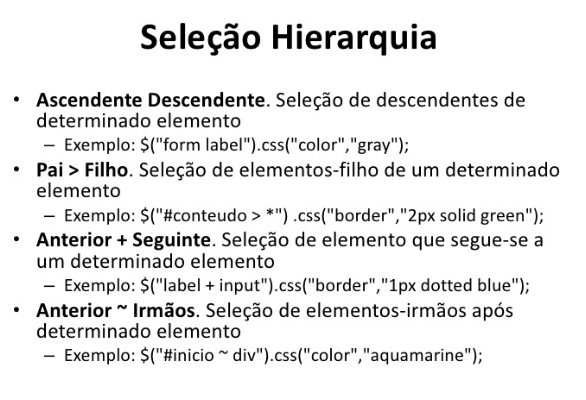 Seleção Hierarquia
• Ascendente Descendente. Seleção de descendentes de
determinado elemento
– Exemplo: $("form label").css("color","gray");
• Pai > Filho. Seleção de elementos-filho de um determinado
elemento
– Exemplo: $("#conteudo > *") .css("border","2px solid green");
• Anterior + Seguinte. Seleção de elemento que segue-se a
um determinado elemento
– Exemplo: $("label + input").css("border","1px dotted blue");
• Anterior ~ Irmãos. Seleção de elementos-irmãos após
determinado elemento
– Exemplo: $("#inicio ~ div").css("color","aquamarine");